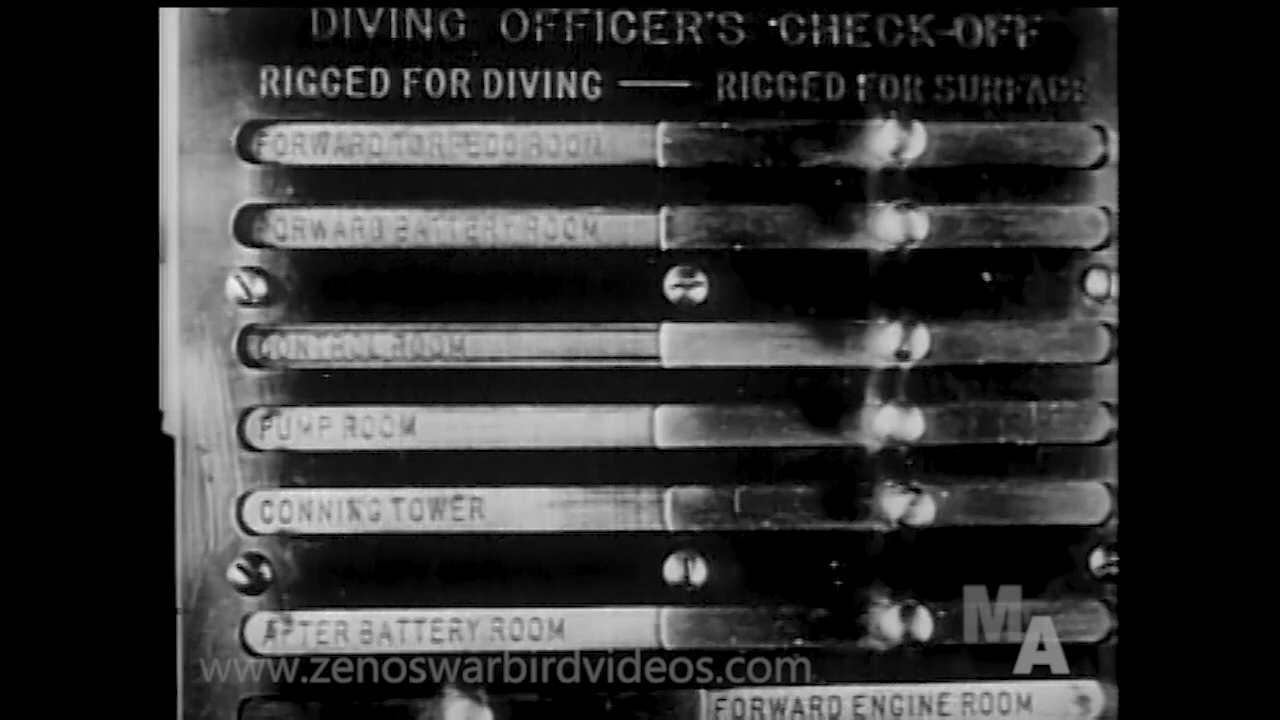 DIVING OFFICER'S CHECK-OFF
RIGGED FOR DIVING — RIGGED FOR SURFACE
FORWARD TORPEDO ROOM
FORWARD BATTERY ROOM
CONTROL ROOM
PUMP ROOM
CONNING TOWER
AFTER BATTERY ROOM
MA
www.zenoswarbirdvideos.com
FORWARD ENGINE ROOM